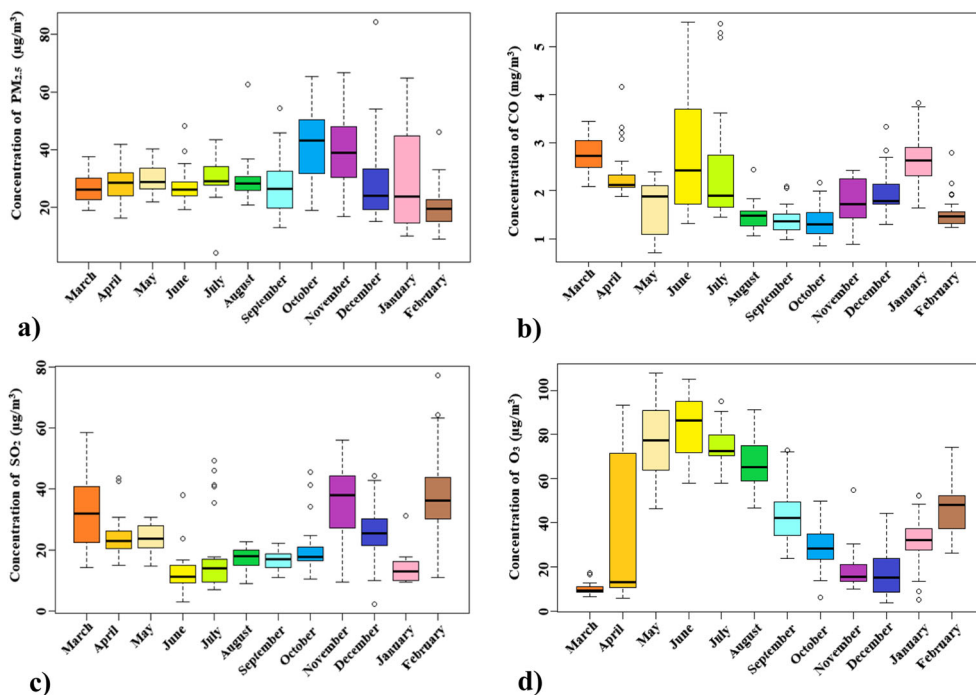 Concentration of PM₂.₅ (µg/m³)
80
60
40
20
March
April
May
June
July
August
September
October
November
December
January
February
a)
Concentration of CO (mg/m³)
5
4
3
2
1
March
April
May
June
July
August
September
October
November
December
January
February
b)
Concentration of SO₂ (µg/m³)
80
60
40
20
0
March
April
May
June
July
August
September
October
November
December
January
February
c)
Concentration of O₃ (µg/m³)
100
80
60
40
20
0
March
April
May
June
July
August
September
October
November
December
January
February
d)